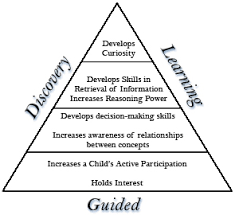 Develops
Curiosity
Discovery
Learning
Develops Skills in
Retrieval of Information
Increases Reasoning Power
Develops decision-making skills
Increases awareness of relationships
between concepts
Increases a Child's Active Participation
Holds Interest
Guided